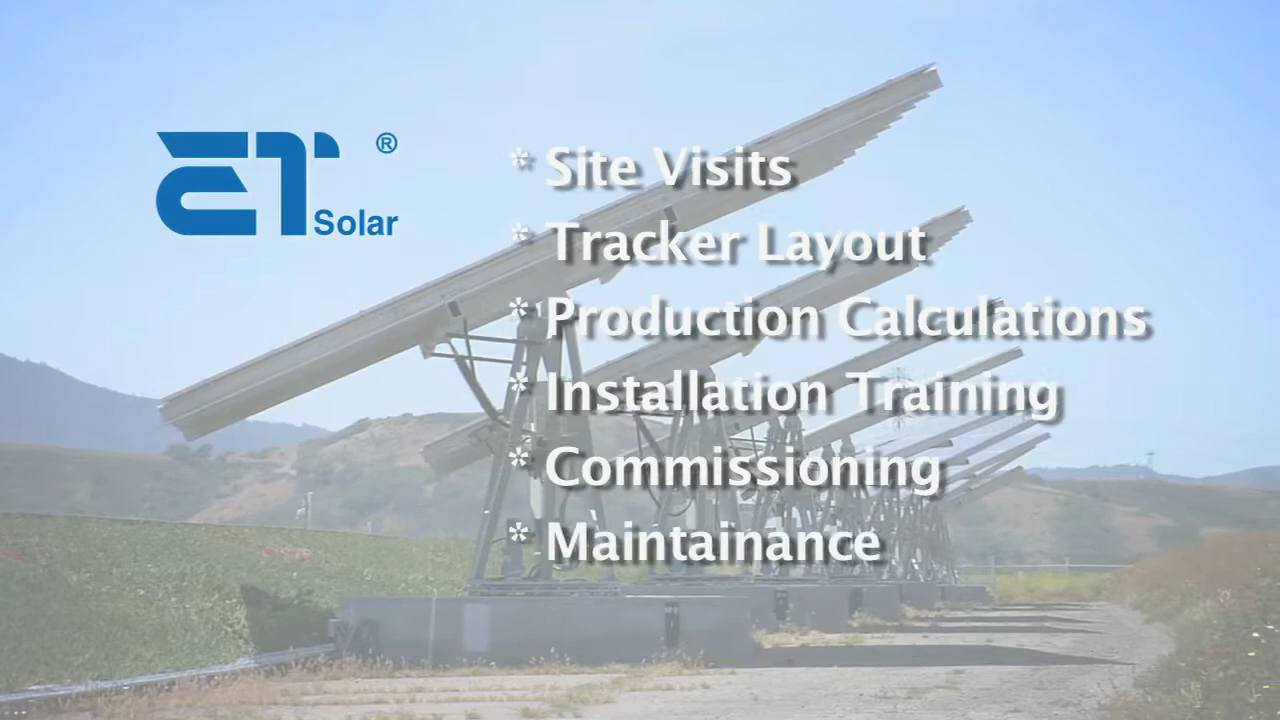 ET ®
Solar
* Site Visits
* Tracker Layout
* Production Calculations
* Installation Training
* Commissioning
* Maintainance